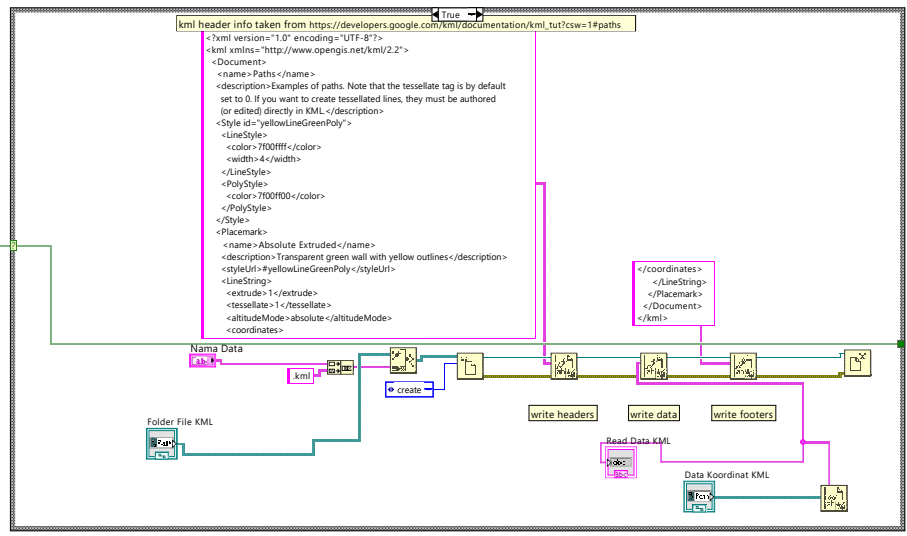 True
kml header info taken from https://developers.google.com/kml/documentation/kml_tut?csw=1#paths
<?xml version="1.0" encoding="UTF-8"?>
<kml xmlns="http://www.opengis.net/kml/2.2">
<Document>
<name>Paths</name>
<description>Examples of paths. Note that the tessellate tag is by default
set to 0. If you want to create tessellated lines, they must be authored
(or edited) directly in KML.</description>
<Style id="yellowLineGreenPoly">
<LineStyle>
<color>7f00ffff</color>
<width>4</width>
</LineStyle>
<PolyStyle>
<color>7f00ff00</color>
</PolyStyle>
</Style>
<Placemark>
<name>Absolute Extruded</name>
<description>Transparent green wall with yellow outlines</description>
<styleUrl>#yellowLineGreenPoly</styleUrl>
<LineString>
<extrude>1</extrude>
<tessellate>1</tessellate>
<altitudeMode>absolute</altitudeMode>
<coordinates>
</coordinates>
</LineString>
</Placemark>
</Document>
</kml>
Nama Data
abc
.kml
create
write headers
write data
write footers
Folder File KML
Read Data KML
abc
Data Koordinat KML